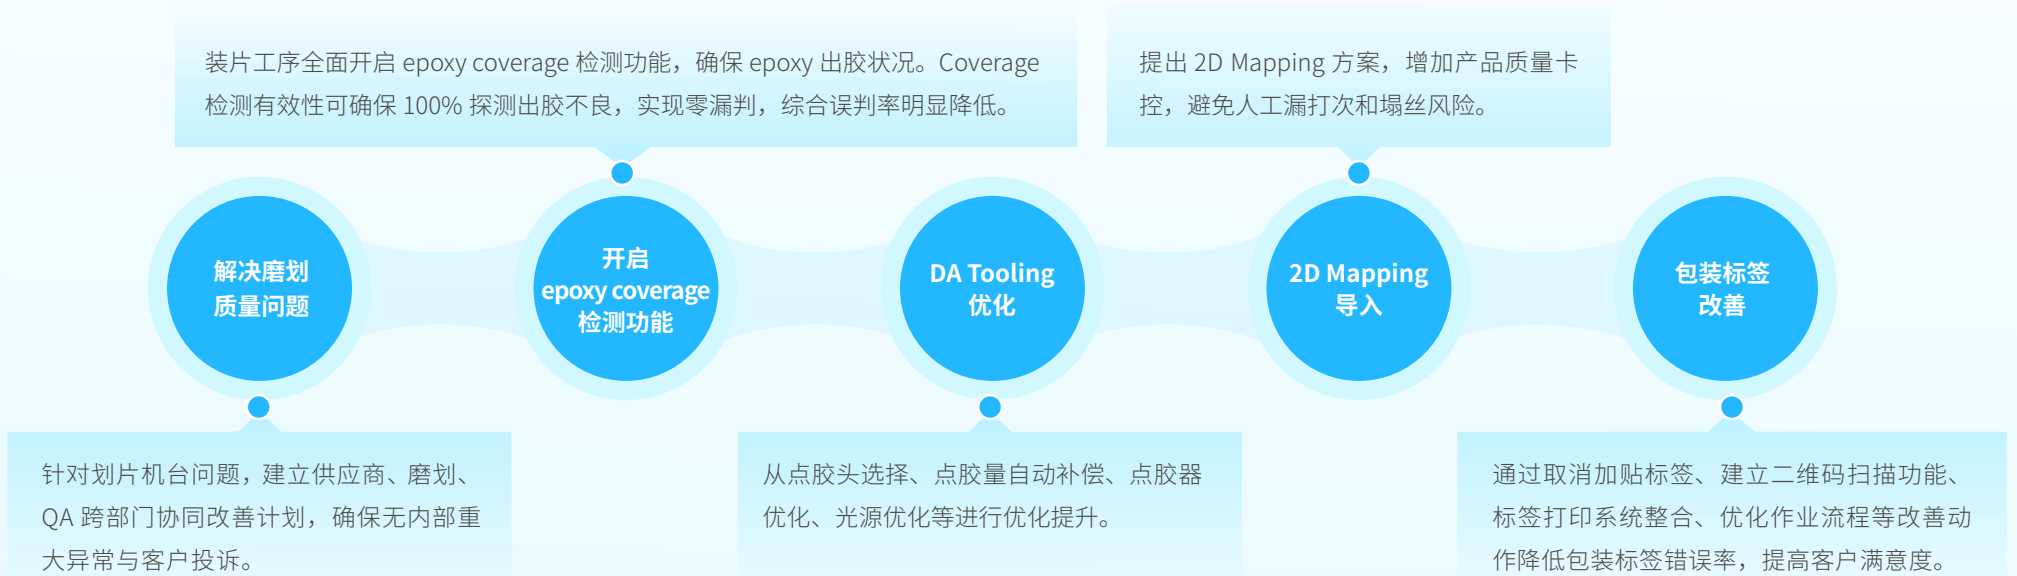 装片工序全面开启 epoxy coverage 检测功能，确保 epoxy 出胶状况。Coverage
检测有效性可确保 100% 探测出胶不良，实现零漏判，综合误判率明显降低。
提出 2D Mapping 方案，增加产品质量卡
控，避免人工漏打次和塌丝风险。
解决磨划
质量问题
开启
epoxy coverage
检测功能
DA Tooling
优化
2D Mapping
导入
包装标签
改善
针对划片机台问题，建立供应商、磨划、
QA 跨部门协同改善计划，确保无内部重
大异常与客户投诉。
从点胶头选择、点胶量自动补偿、点胶器
优化、光源优化等进行优化提升。
通过取消加贴标签、建立二维码扫描功能、
标签打印系统整合、优化作业流程等改善动
作降低包装标签错误率，提高客户满意度。